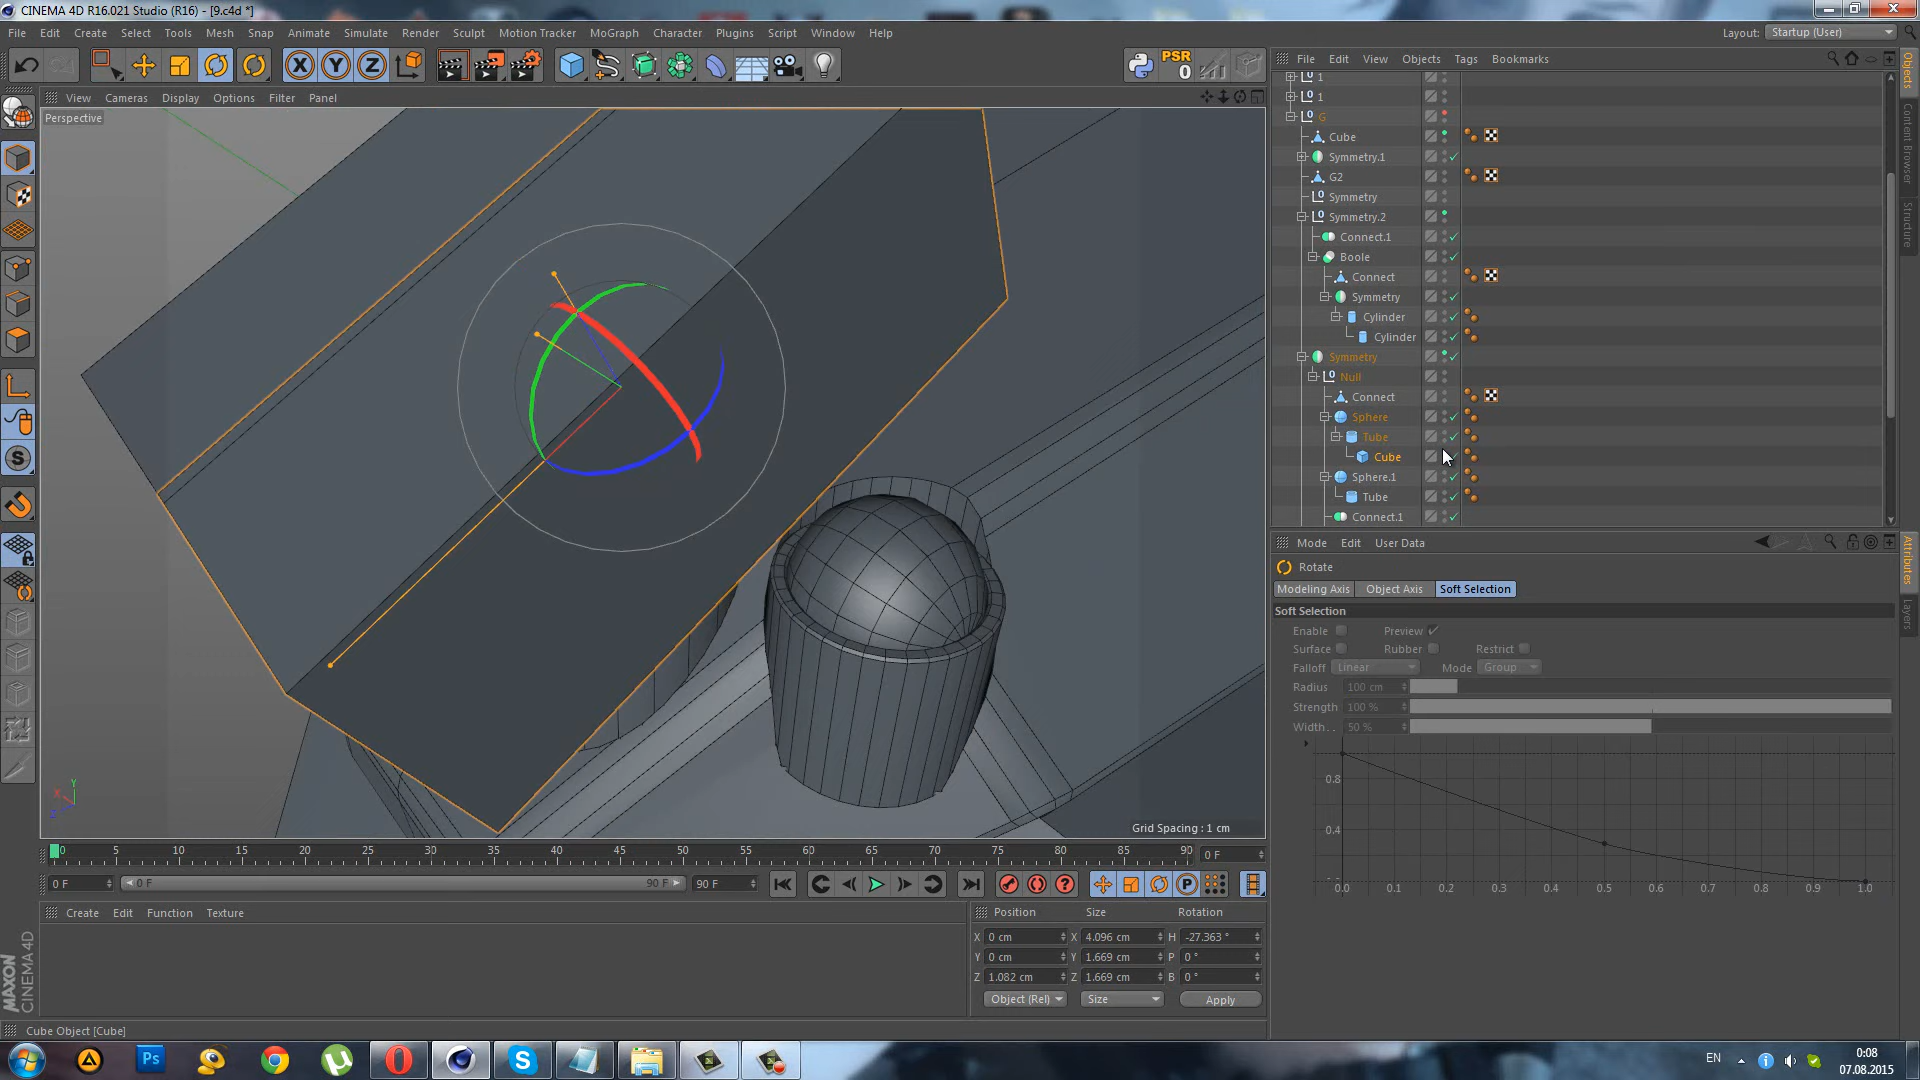 CINEMA 4D R16.021 Studio (R16) - [9.c4d *]
File Edit Create Select Tools Mesh Snap Animate Simulate Render Sculpt Motion Tracker MoGraph Character Plugins Script Window Help
Layout: Startup (User)
X Y Z
PSR
0
File Edit View Objects Tags Bookmarks
View Cameras Display Options Filter Panel
Perspective
1
1
G
Cube
Symmetry.1
G2
Symmetry
Symmetry.2
Connect.1
Boole
Connect
Symmetry
Cylinder
Cylinder
Symmetry
Null
Connect
Sphere
Tube
Cube
Sphere.1
Tube
Connect.1
Objects
Content Browser
Structure
Mode Edit User Data
Rotate
Modeling Axis Object Axis Soft Selection
Soft Selection
Enable Preview
Surface Rubber Restrict
Falloff Linear Mode Group
Radius 100 cm
Strength 100 %
Width.. 50 %
0.8
0.4
0.0 0.1 0.2 0.3 0.4 0.5 0.6 0.7 0.8 0.9 1.0
Attributes
Layers
Y
X
Z
Grid Spacing : 1 cm
0 5 10 15 20 25 30 35 40 45 50 55 60 65 70 75 80 85 90
0 F
0 F 0 F 90 F 90 F
Create Edit Function Texture
Position Size Rotation
X 0 cm X 4.096 cm H -27.363 °
Y 0 cm Y 1.669 cm P 0 °
Z 1.082 cm Z 1.669 cm B 0 °
Object (Rel) Size Apply
MAXON
CINEMA 4D
Cube Object [Cube]
Ps
EN
0:08
07.08.2015